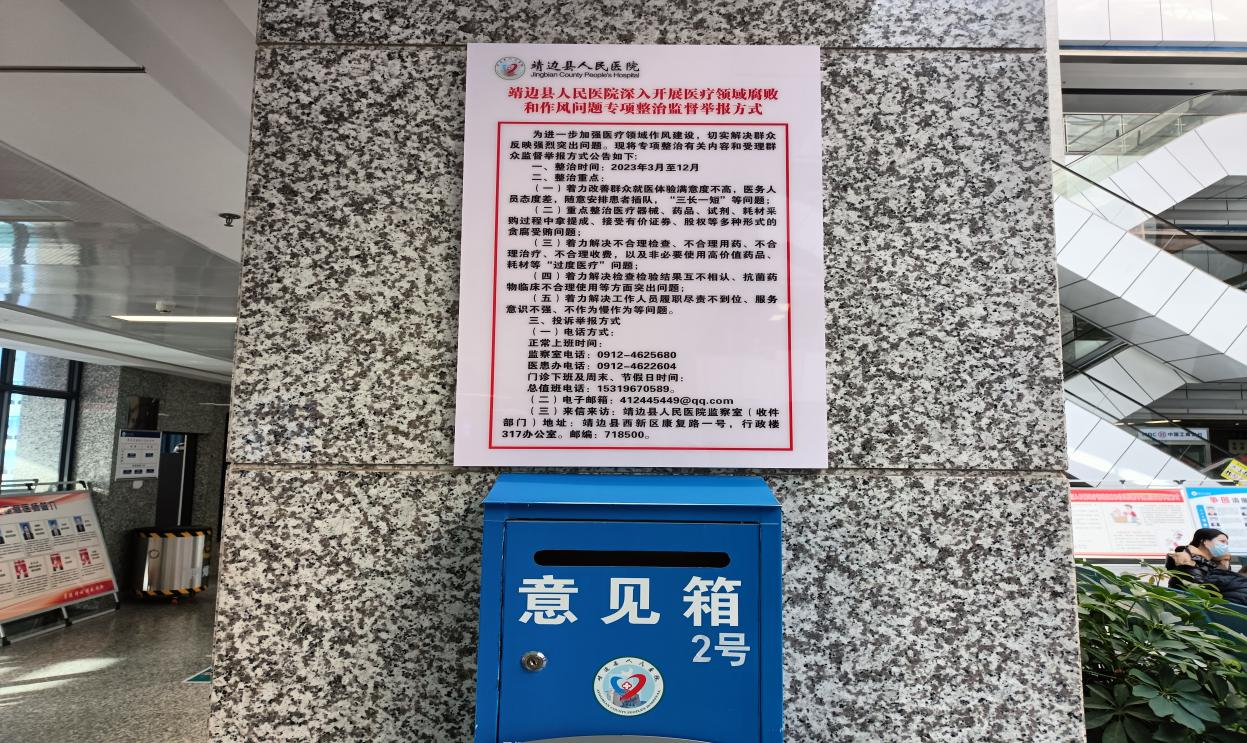 靖边县人民医院
Jingbian County People's Hospital
靖边县人民医院深入开展医疗领域腐败
和作风问题专项整治监督举报方式
为进一步加强医疗领域作风建设，切实解决群众
反映强烈突出问题。现将专项整治有关内容和受理群
众监督举报方式公告如下：
一、整治时间：2023年3月至12月
二、整治重点：
（一）着力改善群众就医体验满意度不高，医务人
员态度差，随意安排患者插队，“三长一短”等问题；
（二）重点整治医疗器械、药品、试剂、耗材采
购过程中拿提成、接受有价证券、股权等多种形式的
贪腐受贿问题；
（三）着力解决不合理检查、不合理用药、不合
理治疗、不合理收费，以及非必要使用高价值药品、
耗材等“过度医疗”问题；
（四）着力解决检查检验结果互不相认、抗菌药
物临床不合理使用等方面突出问题；
（五）着力解决工作人员履职尽责不到位、服务
意识不强、不作为慢作为等问题。
三、投诉举报方式
（一）电话方式：
正常上班时间：
监察室电话：0912-4625680
医患办电话：0912-4622604
门诊下班及周末、节假日时间：
总值班电话：15319670589。
（二）电子邮箱：412445449@qq.com
（三）来信来访：靖边县人民医院监察室（收件
部门）地址：靖边县西新区康复路一号，行政楼
317办公室。邮编：718500。
意见箱
2号
靖边县人民医院
JINGBIAN COUNTY PEOPLE'S HOSPITAL